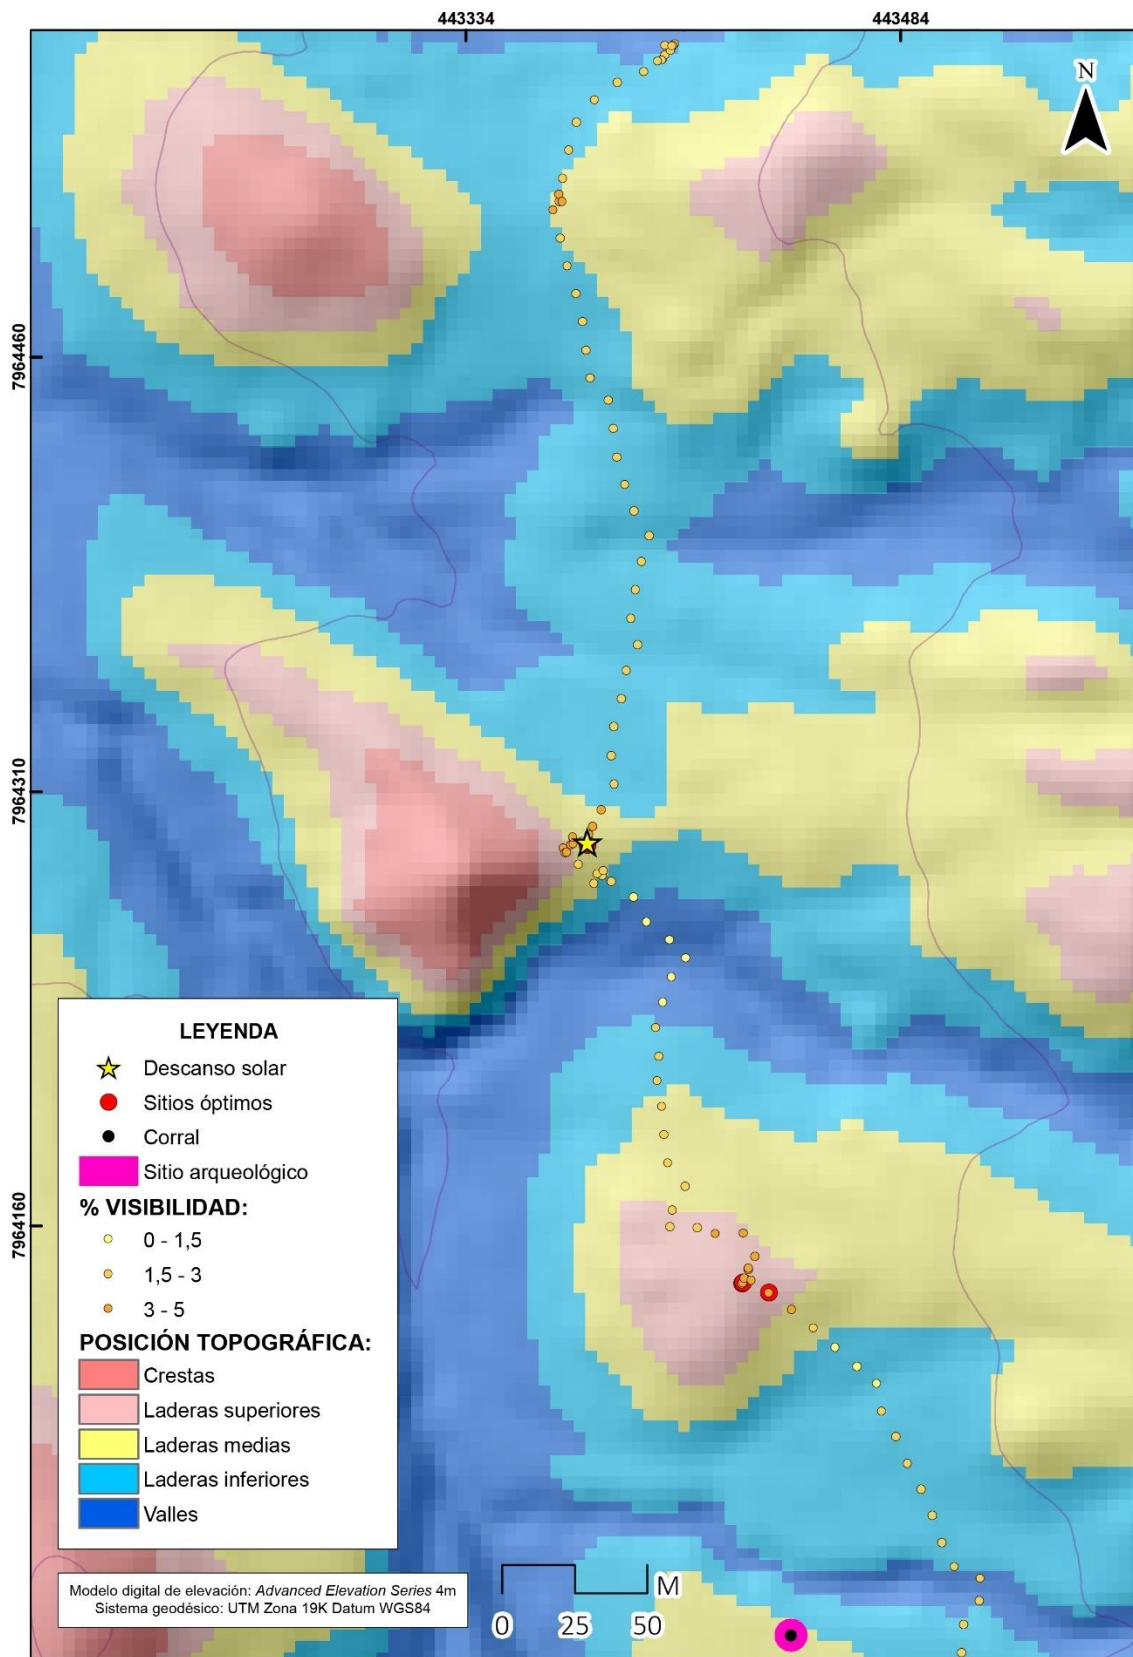 443334
443484
N
7964460
7964310
7964160
LEYENDA
Descanso solar
Sitios óptimos
Corral
Sitio arqueológico
% VISIBILIDAD:
0 - 1,5
1,5 - 3
3 - 5
POSICIÓN TOPOGRÁFICA:
Crestas
Laderas superiores
Laderas medias
Laderas inferiores
Valles
Modelo digital de elevación: Advanced Elevation Series 4m
Sistema geodésico: UTM Zona 19K Datum WGS84
M
0 25 50